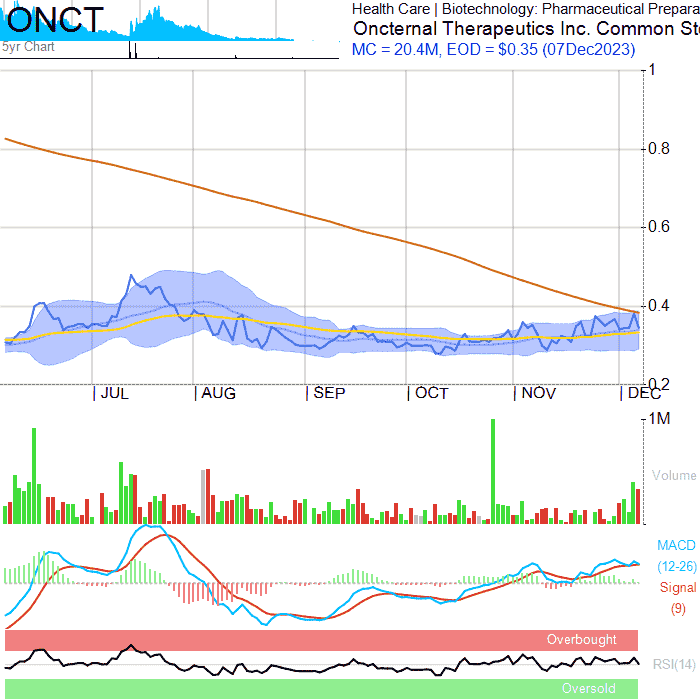 ONCT
5yr Chart
Health Care | Biotechnology: Pharmaceutical Prepara
Oncternal Therapeutics Inc. Common Sto
MC = 20.4M, EOD = $0.35 (07Dec2023)
1
0.8
0.6
0.4
0.2
JUL AUG SEP OCT NOV DEC
1M
Volume
MACD
(12-26)
Signal
(9)
Overbought
RSI(14)
Oversold